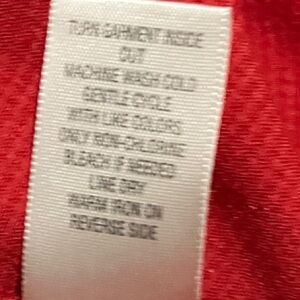 TURN GARMENT INSIDE
OUT
MACHINE WASH COLD
GENTLE CYCLE
WITH LIKE COLORS
ONLY NON-CHLORINE
BLEACH IF NEEDED
LINE DRY
WARM IRON ON
REVERSE SIDE